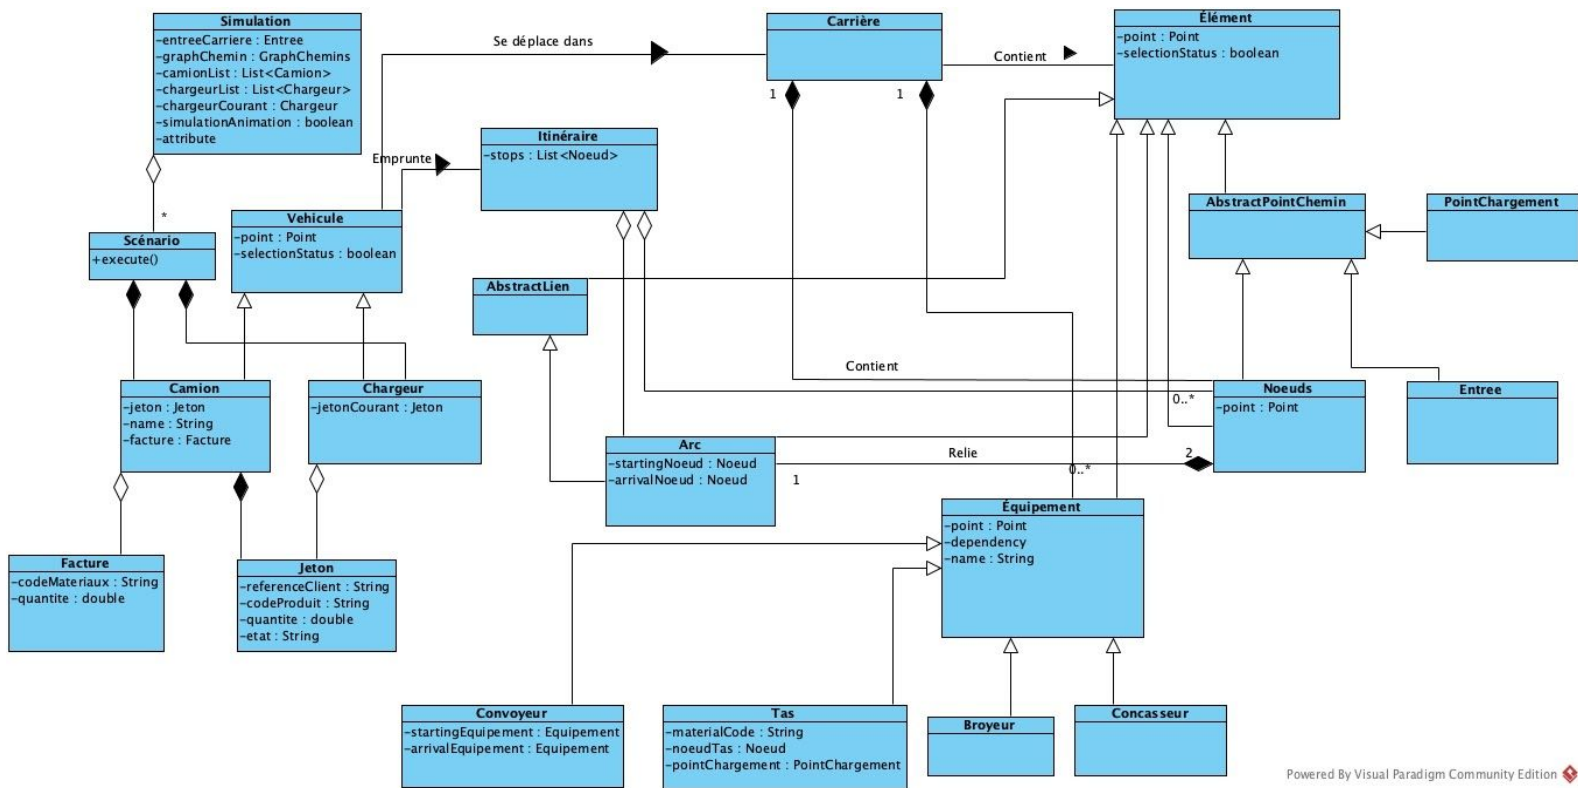 Simulation
-entreeCarriere : Entree
-graphChemin : GraphChemins
-camionList : List<Camion>
-chargeurList : List<Chargeur>
-chargeurCourant : Chargeur
-simulationAnimation : boolean
-attribute
Se déplace dans
Carrière
Contient
Élément
-point : Point
-selectionStatus : boolean
1
1
Emprunte
Itinéraire
-stops : List<Noeud>
*
Scénario
+execute()
Vehicule
-point : Point
-selectionStatus : boolean
AbstractPointChemin
PointChargement
AbstractLien
Contient
Camion
-jeton : Jeton
-name : String
-facture : Facture
Chargeur
-jetonCourant : Jeton
Noeuds
-point : Point
0..*
Entree
Arc
-startingNoeud : Noeud
-arrivalNoeud : Noeud
Relie
2
1
0..*
Équipement
-point : Point
-dependency
-name : String
Facture
-codeMateriaux : String
-quantite : double
Jeton
-referenceClient : String
-codeProduit : String
-quantite : double
-etat : String
Convoyeur
-startingEquipement : Equipement
-arrivalEquipement : Equipement
Tas
-materialCode : String
-noeudTas : Noeud
-pointChargement : PointChargement
Broyeur
Concasseur
Powered By Visual Paradigm Community Edition